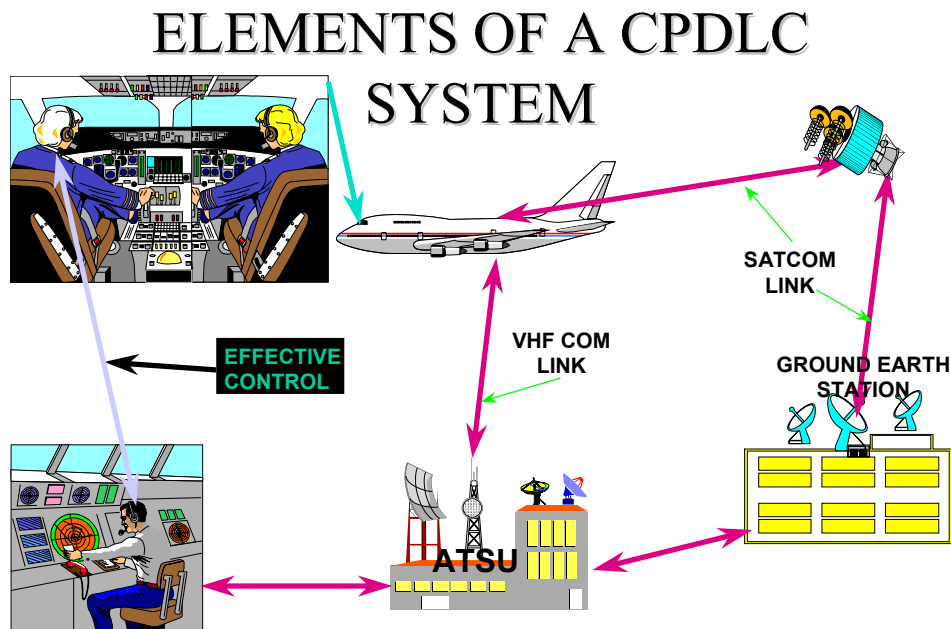 ELEMENTS OF A CPDLC
SYSTEM
SATCOM
LINK
VHF COM
LINK
EFFECTIVE
CONTROL
GROUND EARTH
STATION
ATSU